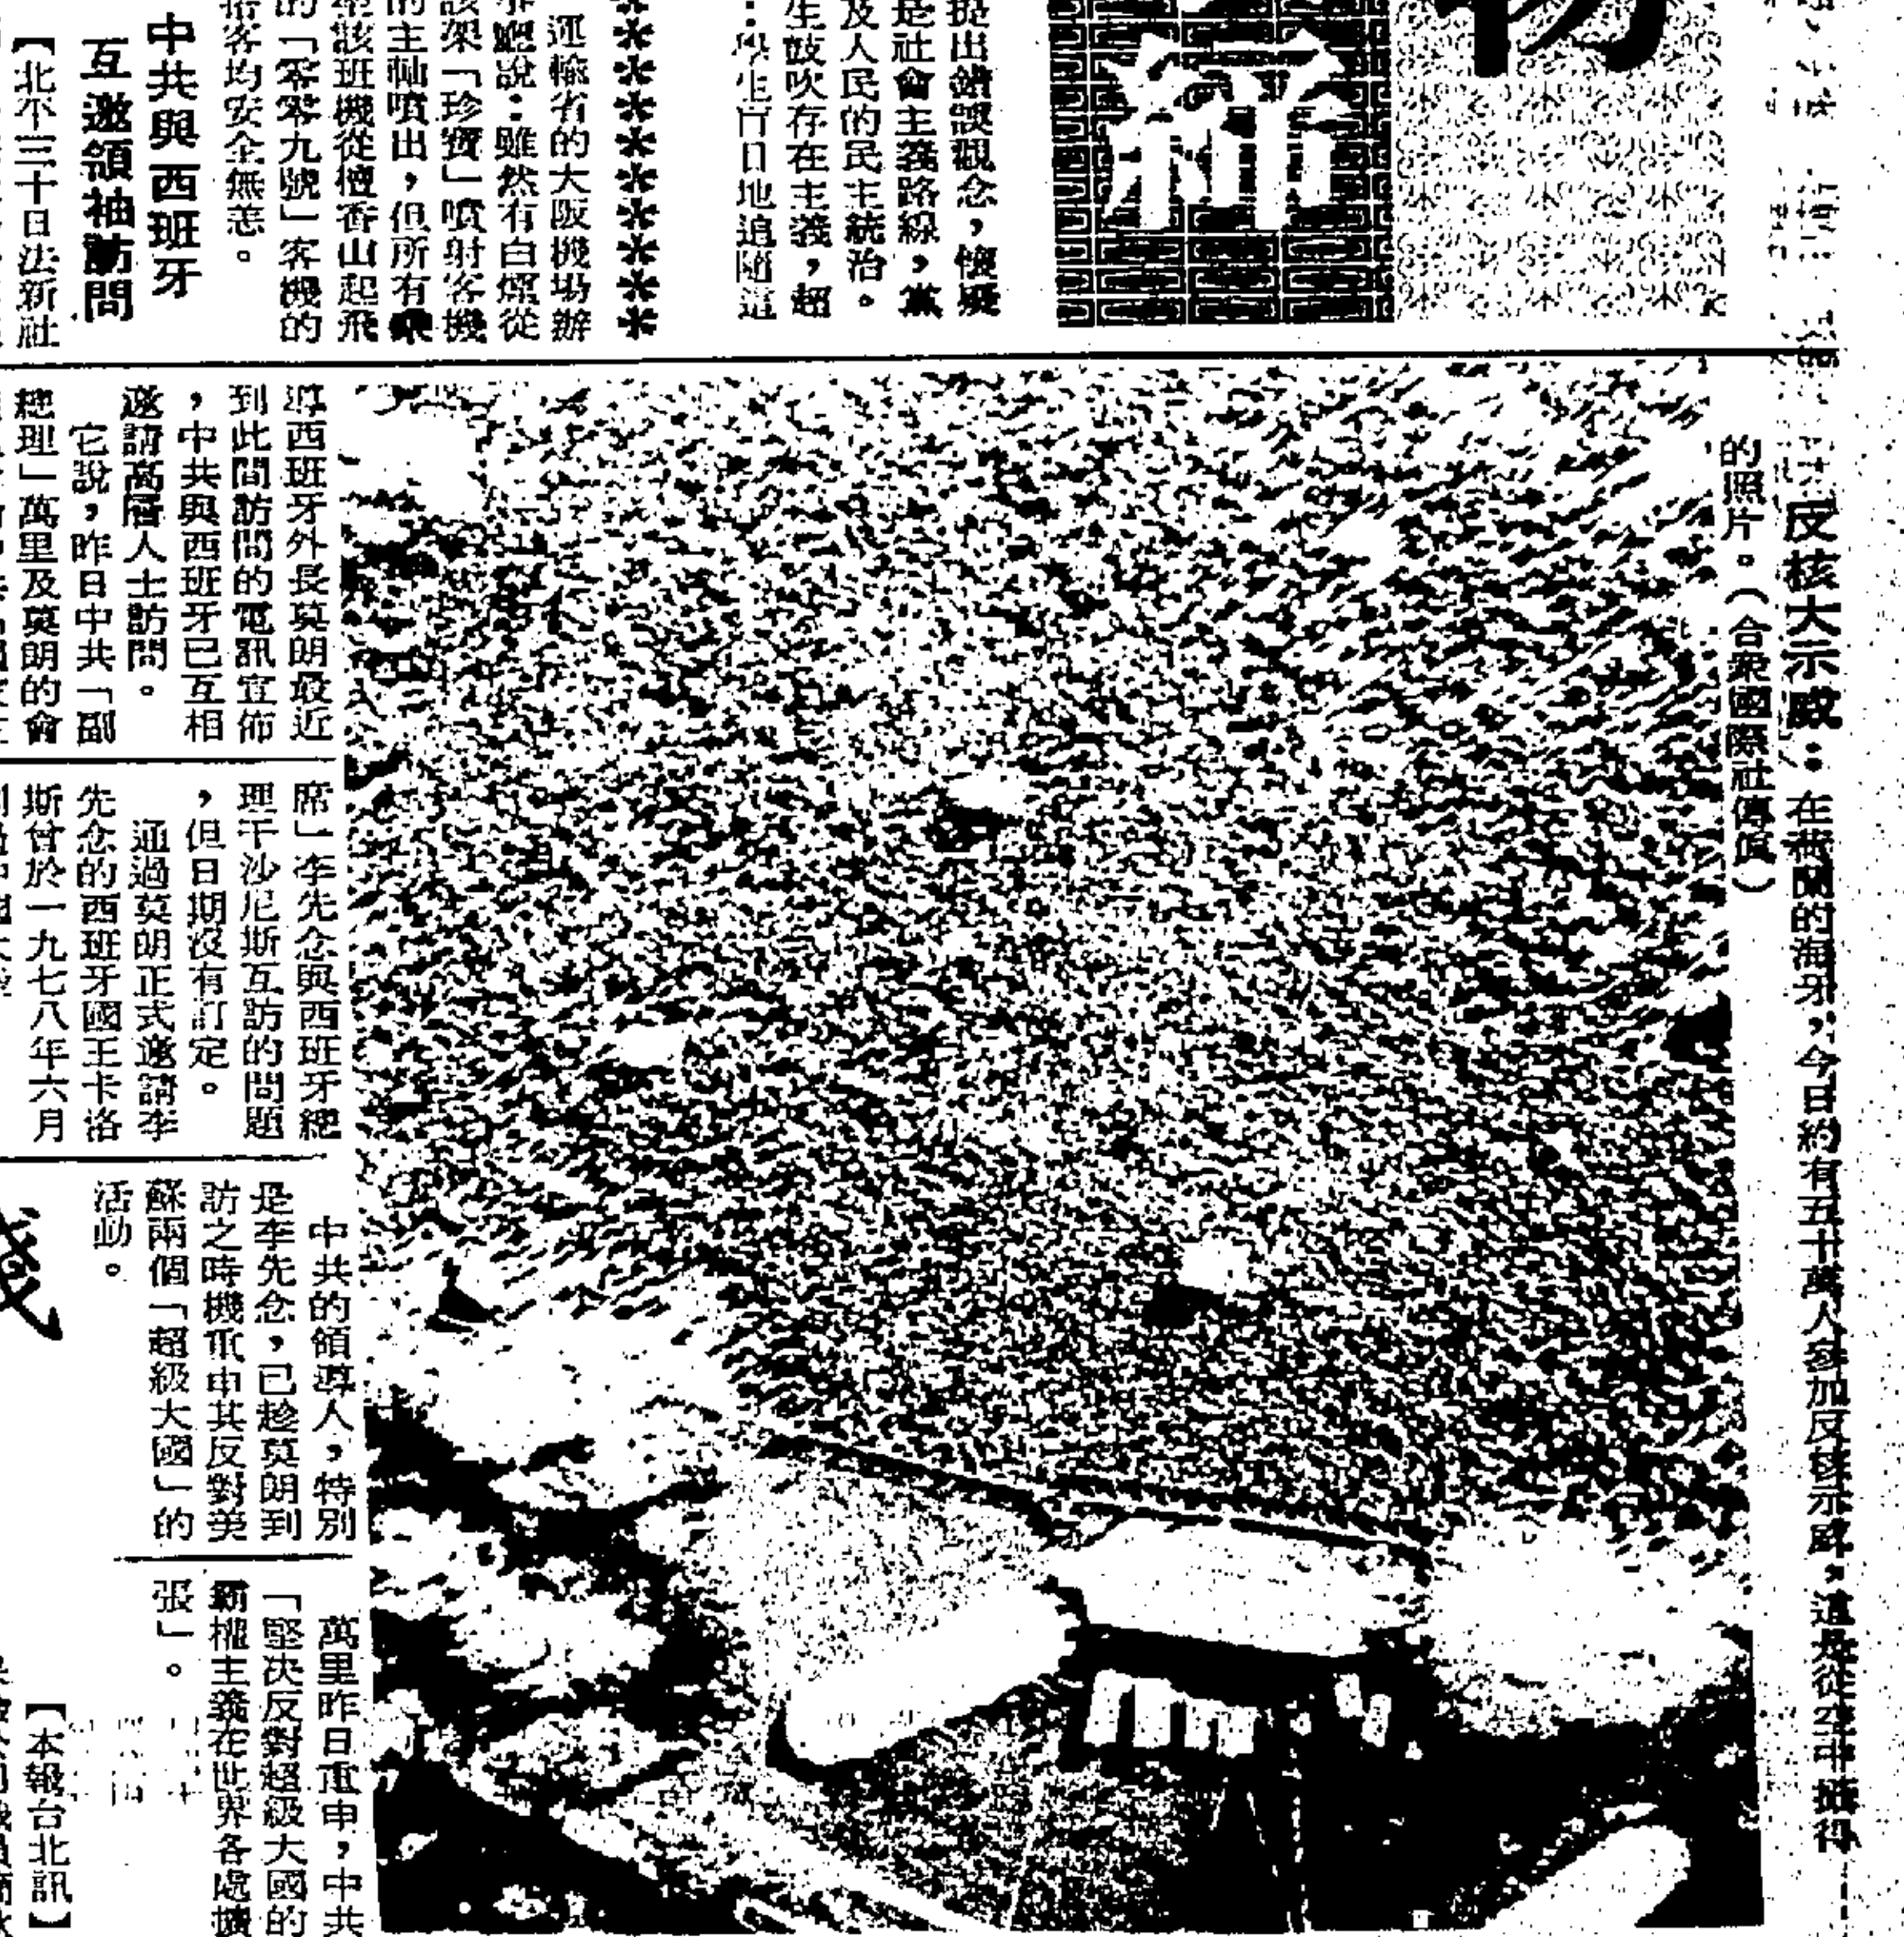 反核大示威：在荷蘭的海牙，今日約有五十萬人參加反核示威，這是從空中攝得
的照片。（合衆國際社傳眞）
提出錯誤觀念，懷疑
是社會主義路線，黨
及人民的民主統治。
生鼓吹存在主義，超
學生盲目地追隨這
運輸省的大阪機場辦
事處說：雖然有白煙從
該架「珍寶」噴射客機
的主軸噴出，但所有乘
該班機從檀香山起飛
的「零零九號」客機的
搭客均安全無恙。
中共與西班牙
互邀領袖訪問
【北平三十日法新社
導西班牙外長莫朗最近
到此間訪問的電訊宣佈
，中共與西班牙已互相
邀請高層人士訪問。
它說，昨日中共「副
總理」萬里及莫朗的會
席」李先念與西班牙總
理干沙尼斯互訪的問題
，但日期沒有訂定。
通過莫朗正式邀請李
先念的西班牙國王卡洛
斯曾於一九七八年六月
中共的領導人，特別
是李先念，已趁莫朗到
訪之時機重申其反對美
蘇兩個「超級大國」的
活動。
萬里昨日重申，中共
「堅决反對超級大國的
霸權主義在世界各處擴
張」。
【本報台北訊】